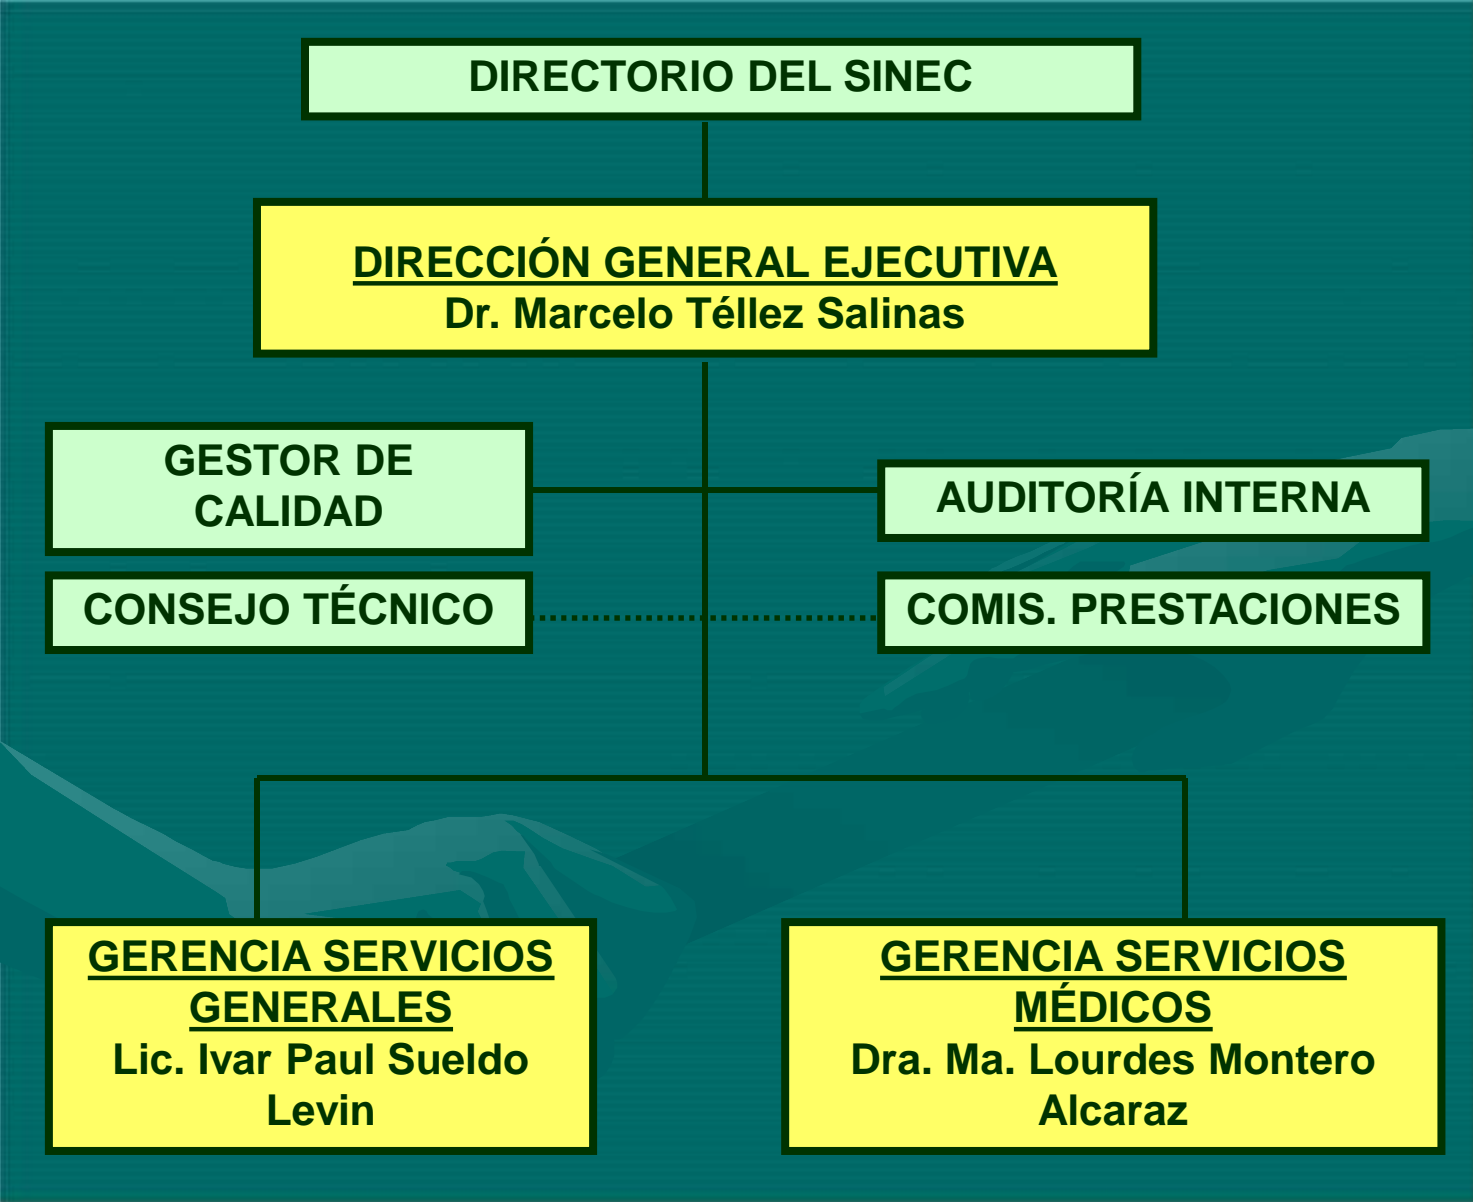 DIRECTORIO DEL SINEC
DIRECCIÓN GENERAL EJECUTIVA
Dr. Marcelo Téllez Salinas
GESTOR DE
CALIDAD
AUDITORÍA INTERNA
CONSEJO TÉCNICO
COMIS. PRESTACIONES
GERENCIA SERVICIOS
GENERALES
Lic. Ivar Paul Sueldo
Levin
GERENCIA SERVICIOS
MÉDICOS
Dra. Ma. Lourdes Montero
Alcaraz